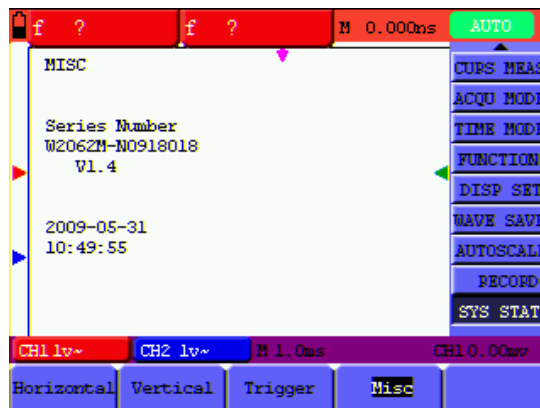 f ?
f ?
M 0.000ns
AUTO
MISC
Series Number
W2062M-N0918018
V1.4
2009-05-31
10:49:55
CURS MEAS
ACQU MODE
TIME MODE
FUNCTION
DISP SET
WAVE SAVE
AUTOSCALE
RECORD
SYS STAT
CH1 1v~
CH2 1v~
M 1.0ms
CH1 0.00mv
Horizontal
Vertical
Trigger
Misc